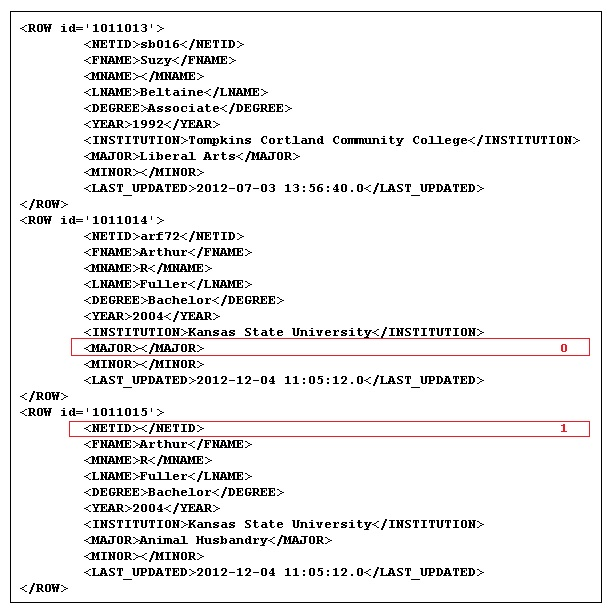 <ROW id='1011013'>
<NETID>sb016</NETID>
<FNAME>Suzy</FNAME>
<MNAME></MNAME>
<LNAME>Beltaine</LNAME>
<DEGREE>Associate</DEGREE>
<YEAR>1992</YEAR>
<INSTITUTION>Tompkins Cortland Community College</INSTITUTION>
<MAJOR>Liberal Arts</MAJOR>
<MINOR></MINOR>
<LAST_UPDATED>2012-07-03 13:56:40.0</LAST_UPDATED>
</ROW>
<ROW id='1011014'>
<NETID>arf72</NETID>
<FNAME>Arthur</FNAME>
<MNAME>R</MNAME>
<LNAME>Fuller</LNAME>
<DEGREE>Bachelor</DEGREE>
<YEAR>2004</YEAR>
<INSTITUTION>Kansas State University</INSTITUTION>
<MAJOR></MAJOR> 0
<MINOR></MINOR>
<LAST_UPDATED>2012-12-04 11:05:12.0</LAST_UPDATED>
</ROW>
<ROW id='1011015'>
<NETID></NETID> 1
<FNAME>Arthur</FNAME>
<MNAME>R</MNAME>
<LNAME>Fuller</LNAME>
<DEGREE>Bachelor</DEGREE>
<YEAR>2004</YEAR>
<INSTITUTION>Kansas State University</INSTITUTION>
<MAJOR>Animal Husbandry</MAJOR>
<MINOR></MINOR>
<LAST_UPDATED>2012-12-04 11:05:12.0</LAST_UPDATED>
</ROW>